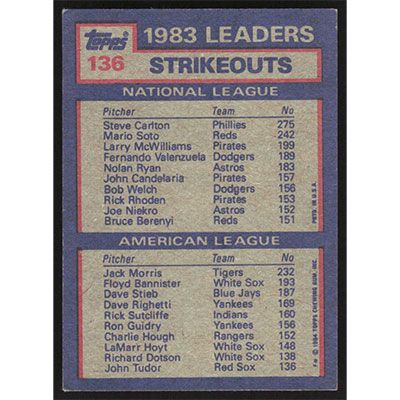 Topps
136
1983 LEADERS
STRIKEOUTS
NATIONAL LEAGUE
Pitcher Team No
Steve Carlton Phillies 275
Mario Soto Reds 242
Larry McWilliams Pirates 199
Fernando Valenzuela Dodgers 189
Nolan Ryan Astros 183
John Candelaria Pirates 157
Bob Welch Dodgers 156
Rick Rhoden Pirates 153
Joe Niekro Astros 152
Bruce Berenyi Reds 151
PRTD. IN U.S.A.
AMERICAN LEAGUE
Pitcher Team No
Jack Morris Tigers 232
Floyd Bannister White Sox 193
Dave Stieb Blue Jays 187
Dave Righetti Yankees 169
Rick Sutcliffe Indians 160
Ron Guidry Yankees 156
Charlie Hough Rangers 152
LaMarr Hoyt White Sox 148
Richard Dotson White Sox 138
John Tudor Red Sox 136
© 1984 TOPPS CHEWING GUM, INC.